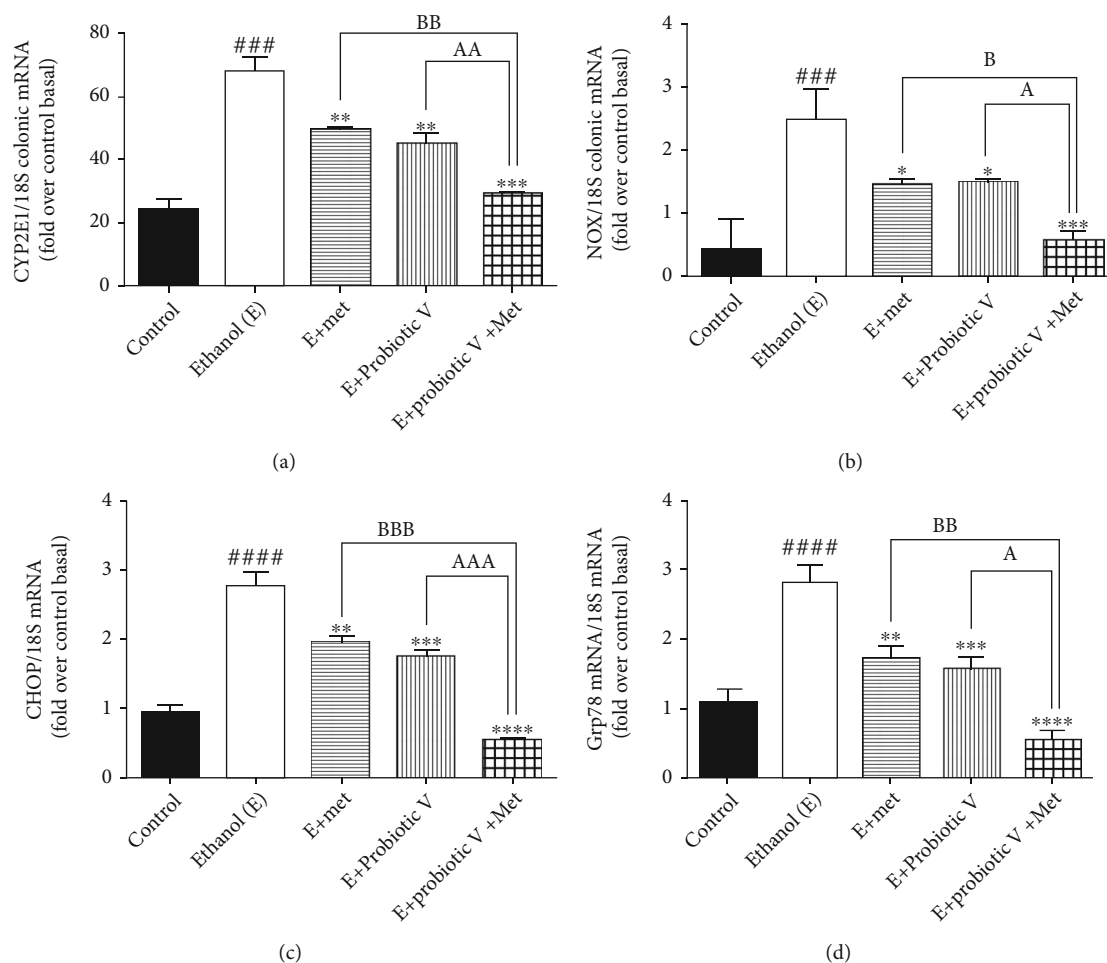 CYP2E1/18S colonic mRNA
(fold over control basal)
80
60
40
20
0
###
**
**
***
BB
AA
Control
Ethanol (E)
E+met
E+Probiotic V
E+probiotic V +Met
(a)
NOX/18S colonic mRNA
(fold over control basal)
4
3
2
1
0
###
*
*
***
B
A
Control
Ethanol (E)
E+met
E+Probiotic V
E+probiotic V +Met
(b)
CHOP/18S mRNA
(fold over control basal)
4
3
2
1
0
####
**
***
****
BBB
AAA
Control
Ethanol (E)
E+met
E+Probiotic V
E+probiotic V +Met
(c)
Grp78 mRNA/18S mRNA
(fold over control basal)
4
3
2
1
0
####
**
***
****
BB
A
Control
Ethanol (E)
E+met
E+Probiotic V
E+probiotic V +Met
(d)